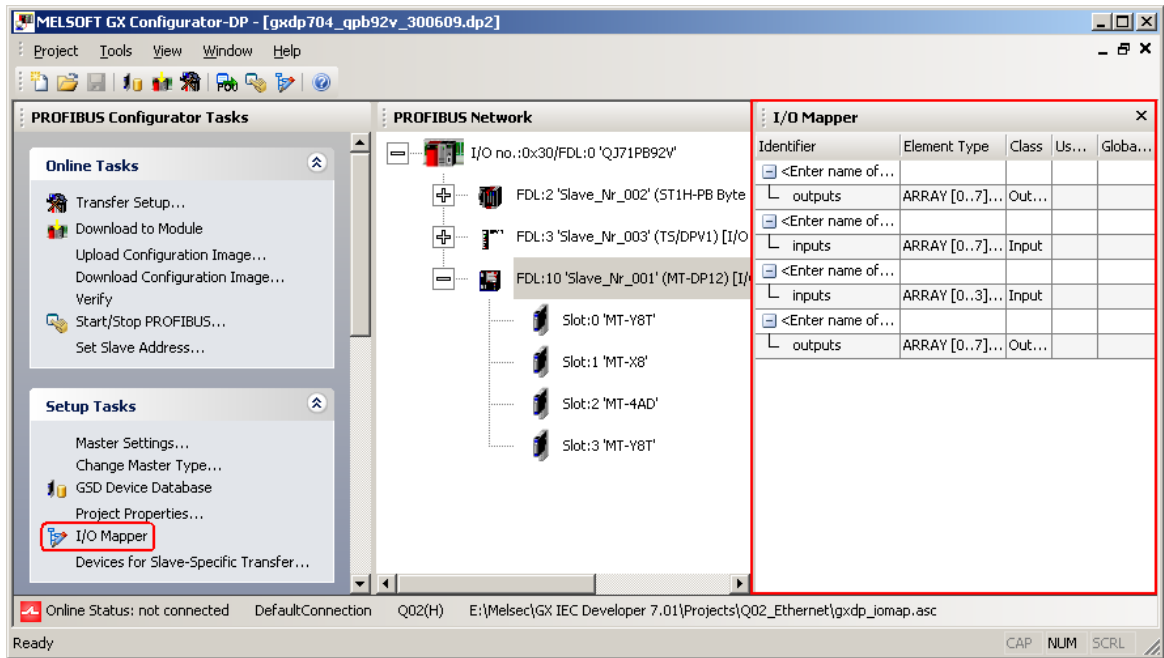 MELSOFT GX Configurator-DP - [gxdp704_qpb92v_300609.dp2]
Project Tools View Window Help
PROFIBUS Configurator Tasks
Online Tasks
Transfer Setup...
Download to Module
Upload Configuration Image...
Download Configuration Image...
Verify
Start/Stop PROFIBUS...
Set Slave Address...
Setup Tasks
Master Settings...
Change Master Type...
GSD Device Database
Project Properties...
I/O Mapper
Devices for Slave-Specific Transfer...
PROFIBUS Network
I/O no.:0x30/FDL:0 'QJ71PB92V'
FDL:2 'Slave_Nr_002' (ST1H-PB Byte
FDL:3 'Slave_Nr_003' (TS/DPV1) [I/O
FDL:10 'Slave_Nr_001' (MT-DP12) [I/
Slot:0 'MT-Y8T'
Slot:1 'MT-X8'
Slot:2 'MT-4AD'
Slot:3 'MT-Y8T'
I/O Mapper
Identifier Element Type Class Us... Globa...
<Enter name of...
outputs ARRAY [0..7]... Out...
<Enter name of...
inputs ARRAY [0..7]... Input
<Enter name of...
inputs ARRAY [0..3]... Input
<Enter name of...
outputs ARRAY [0..7]... Out...
Online Status: not connected DefaultConnection Q02(H) E:\Melsec\GX IEC Developer 7.01\Projects\Q02_Ethernet\gxdp_iomap.asc
Ready CAP NUM SCRL